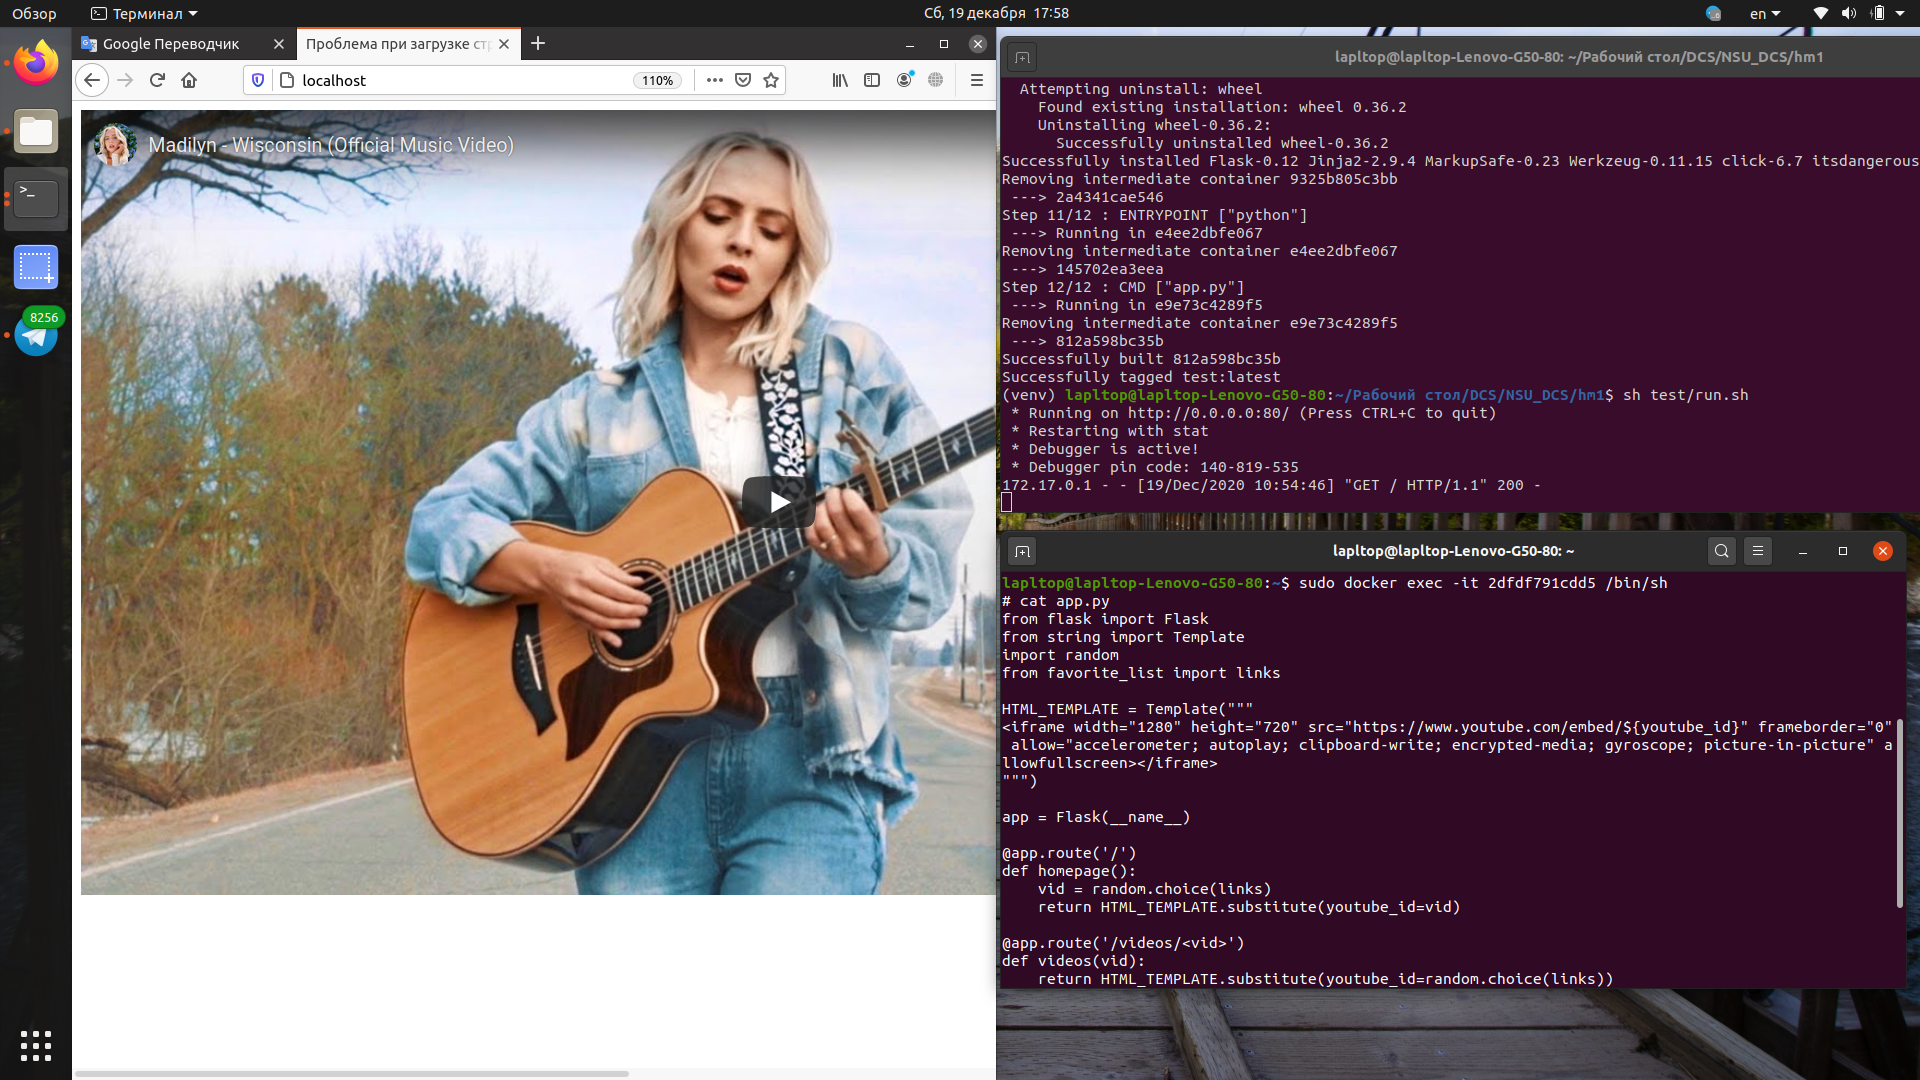 Обзор
Терминал
Сб, 19 декабря 17:58
en
Google Переводчик
Проблема при загрузке стр
localhost
110%
8256
Madilyn - Wisconsin (Official Music Video)
lapltop@lapltop-Lenovo-G50-80: ~/Рабочий стол/DCS/NSU_DCS/hm1
Attempting uninstall: wheel
Found existing installation: wheel 0.36.2
Uninstalling wheel-0.36.2:
Successfully uninstalled wheel-0.36.2
Successfully installed Flask-0.12 Jinja2-2.9.4 MarkupSafe-0.23 Werkzeug-0.11.15 click-6.7 itsdangerous
Removing intermediate container 9325b805c3bb
---> 2a4341cae546
Step 11/12 : ENTRYPOINT ["python"]
---> Running in e4ee2dbfe067
Removing intermediate container e4ee2dbfe067
---> 145702ea3eea
Step 12/12 : CMD ["app.py"]
---> Running in e9e73c4289f5
Removing intermediate container e9e73c4289f5
---> 812a598bc35b
Successfully built 812a598bc35b
Successfully tagged test:latest
(venv) lapltop@lapltop-Lenovo-G50-80:~/Рабочий стол/DCS/NSU_DCS/hm1$ sh test/run.sh
* Running on http://0.0.0.0:80/ (Press CTRL+C to quit)
* Restarting with stat
* Debugger is active!
* Debugger pin code: 140-819-535
172.17.0.1 - - [19/Dec/2020 10:54:46] "GET / HTTP/1.1" 200 -
lapltop@lapltop-Lenovo-G50-80: ~
lapltop@lapltop-Lenovo-G50-80:~$ sudo docker exec -it 2dfdf791cdd5 /bin/sh
# cat app.py
from flask import Flask
from string import Template
import random
from favorite_list import links
HTML_TEMPLATE = Template("""
<iframe width="1280" height="720" src="https://www.youtube.com/embed/${youtube_id}" frameborder="0"
allow="accelerometer; autoplay; clipboard-write; encrypted-media; gyroscope; picture-in-picture" a
llowfullscreen></iframe>
""")
app = Flask(__name__)
@app.route('/')
def homepage():
vid = random.choice(links)
return HTML_TEMPLATE.substitute(youtube_id=vid)
@app.route('/videos/<vid>')
def videos(vid):
return HTML_TEMPLATE.substitute(youtube_id=random.choice(links))